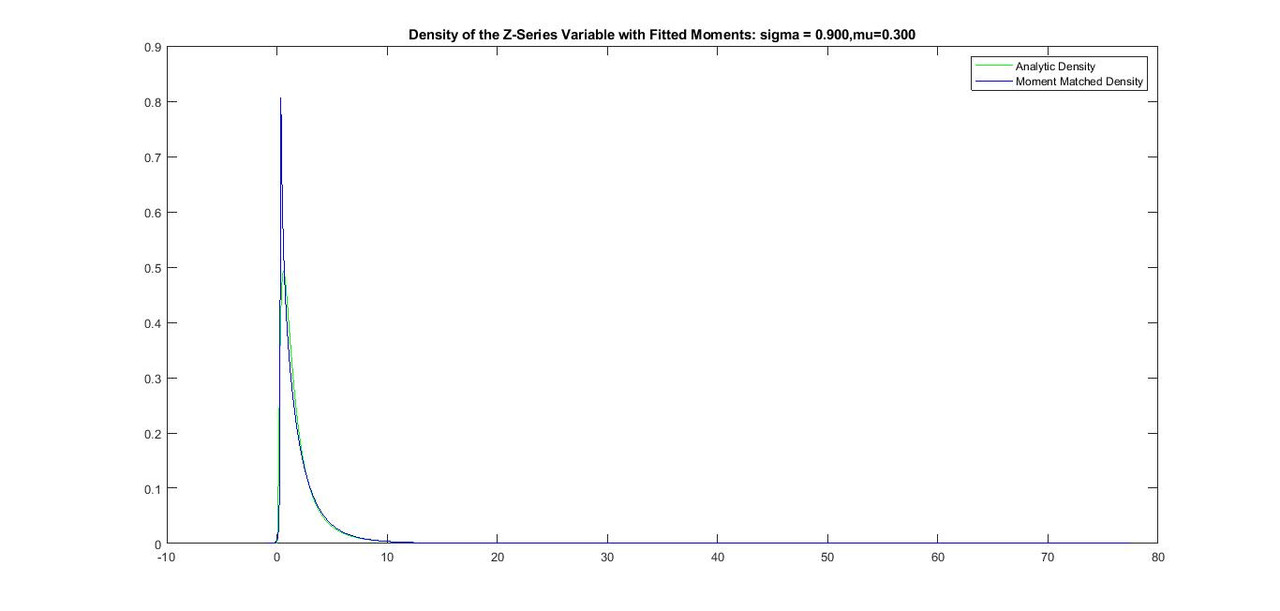 Density of the Z-Series Variable with Fitted Moments: sigma = 0.900,mu=0.300
Analytic Density
Moment Matched Density
0.9
0.8
0.7
0.6
0.5
0.4
0.3
0.2
0.1
0
-10 0 10 20 30 40 50 60 70 80